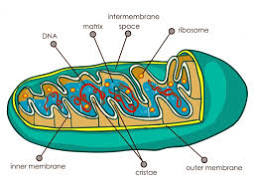 intermembrane
space
matrix
ribosome
DNA
inner membrane
cristae
outer membrane